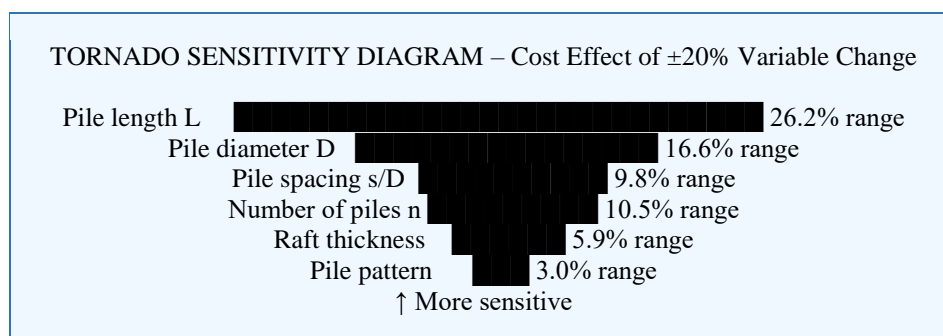 TORNADO SENSITIVITY DIAGRAM – Cost Effect of ±20% Variable Change
Pile length L 26.2% range
Pile diameter D 16.6% range
Pile spacing s/D 9.8% range
Number of piles n 10.5% range
Raft thickness 5.9% range
Pile pattern 3.0% range
↑ More sensitive